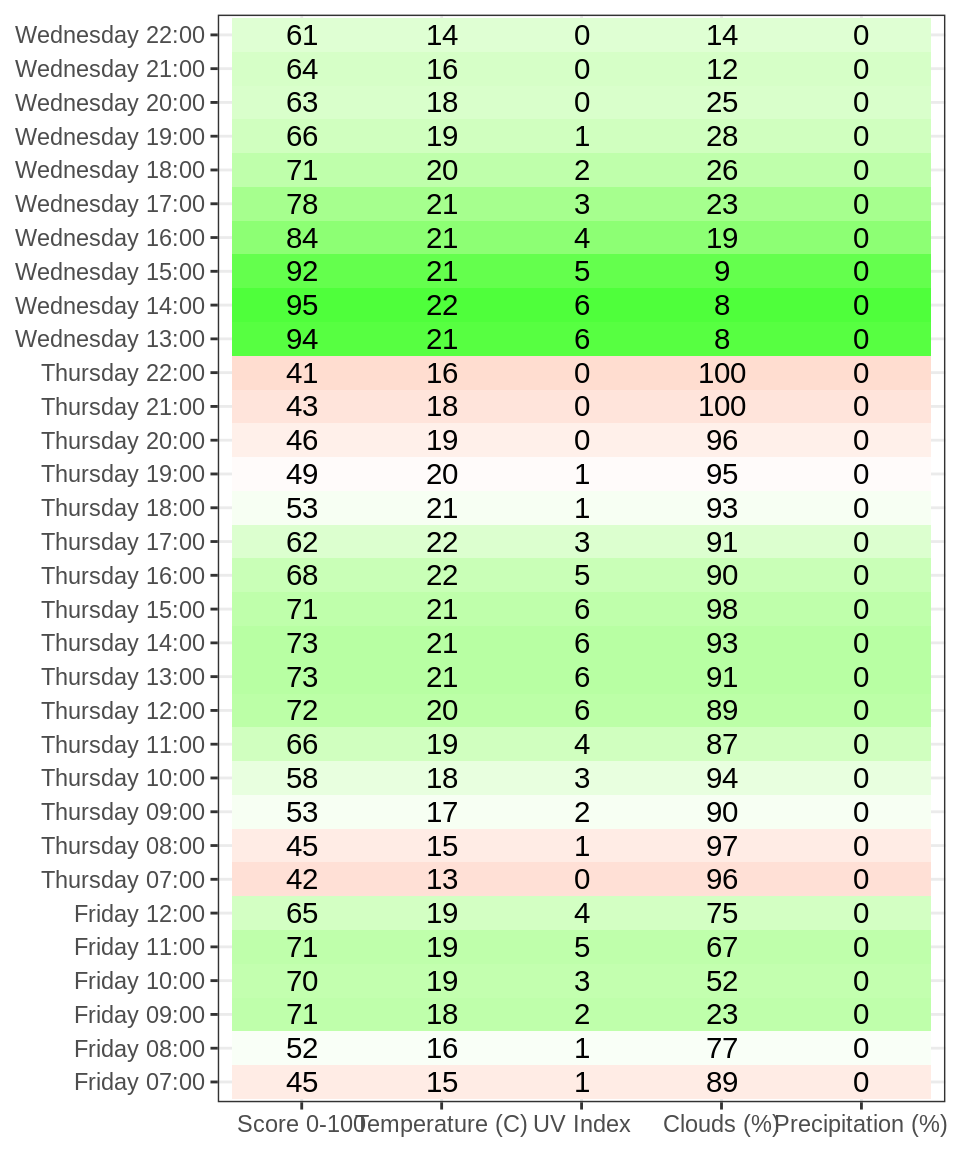 Wednesday 22:00 61 14 0 14 0
Wednesday 21:00 64 16 0 12 0
Wednesday 20:00 63 18 0 25 0
Wednesday 19:00 66 19 1 28 0
Wednesday 18:00 71 20 2 26 0
Wednesday 17:00 78 21 3 23 0
Wednesday 16:00 84 21 4 19 0
Wednesday 15:00 92 21 5 9 0
Wednesday 14:00 95 22 6 8 0
Wednesday 13:00 94 21 6 8 0
Thursday 22:00 41 16 0 100 0
Thursday 21:00 43 18 0 100 0
Thursday 20:00 46 19 0 96 0
Thursday 19:00 49 20 1 95 0
Thursday 18:00 53 21 1 93 0
Thursday 17:00 62 22 3 91 0
Thursday 16:00 68 22 5 90 0
Thursday 15:00 71 21 6 98 0
Thursday 14:00 73 21 6 93 0
Thursday 13:00 73 21 6 91 0
Thursday 12:00 72 20 6 89 0
Thursday 11:00 66 19 4 87 0
Thursday 10:00 58 18 3 94 0
Thursday 09:00 53 17 2 90 0
Thursday 08:00 45 15 1 97 0
Thursday 07:00 42 13 0 96 0
Friday 12:00 65 19 4 75 0
Friday 11:00 71 19 5 67 0
Friday 10:00 70 19 3 52 0
Friday 09:00 71 18 2 23 0
Friday 08:00 52 16 1 77 0
Friday 07:00 45 15 1 89 0
Score 0-100 Temperature (C) UV Index Clouds (%) Precipitation (%)